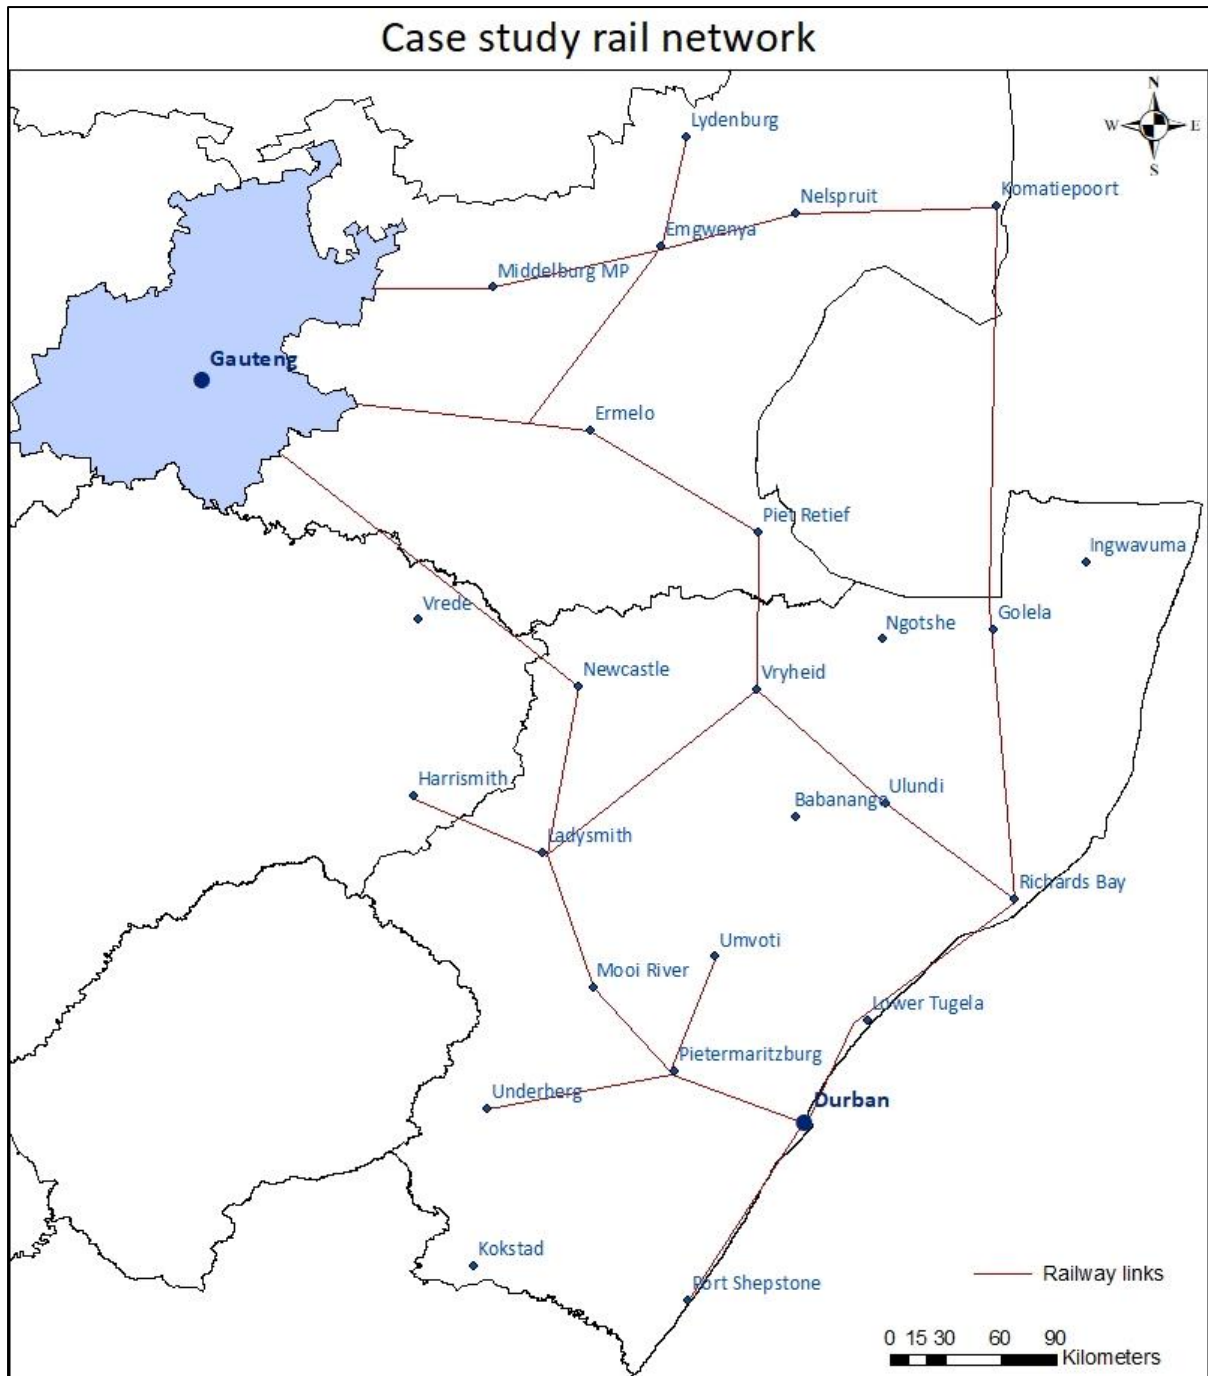 Case study rail network
N
W E
S
Lydenburg
Nelspruit
Komatiepoort
Emgwenya
Middelburg MP
Gauteng
Ermelo
Piet Retief
Ingwavuma
Vrede
Ngotshe
Golela
Newcastle
Vryheid
Harrismith
Babanango
Ulundi
Ladysmith
Richards Bay
Umvoti
Mooi River
Lower Tugela
Pietermaritzburg
Underberg
Durban
Kokstad
Port Shepstone
Railway links
0 15 30 60 90
Kilometers